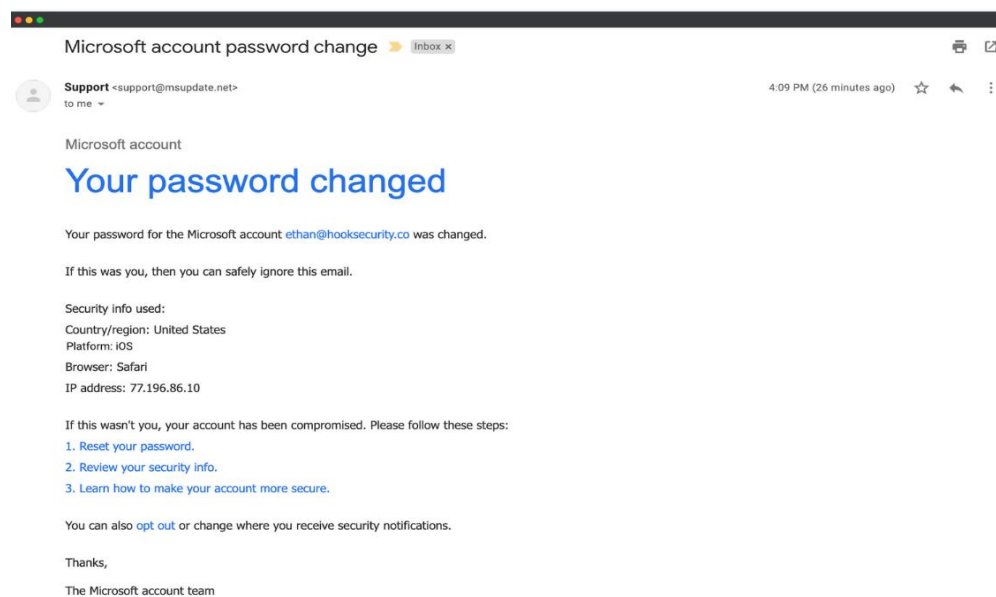 Microsoft account password change Inbox x
Support <support@msupdate.net>
4:09 PM (26 minutes ago)
to me
Microsoft account
Your password changed
Your password for the Microsoft account ethan@hooksecurity.co was changed.
If this was you, then you can safely ignore this email.
Security info used:
Country/region: United States
Platform: iOS
Browser: Safari
IP address: 77.196.86.10
If this wasn't you, your account has been compromised. Please follow these steps:
1. Reset your password.
2. Review your security info.
3. Learn how to make your account more secure.
You can also opt out or change where you receive security notifications.
Thanks,
The Microsoft account team